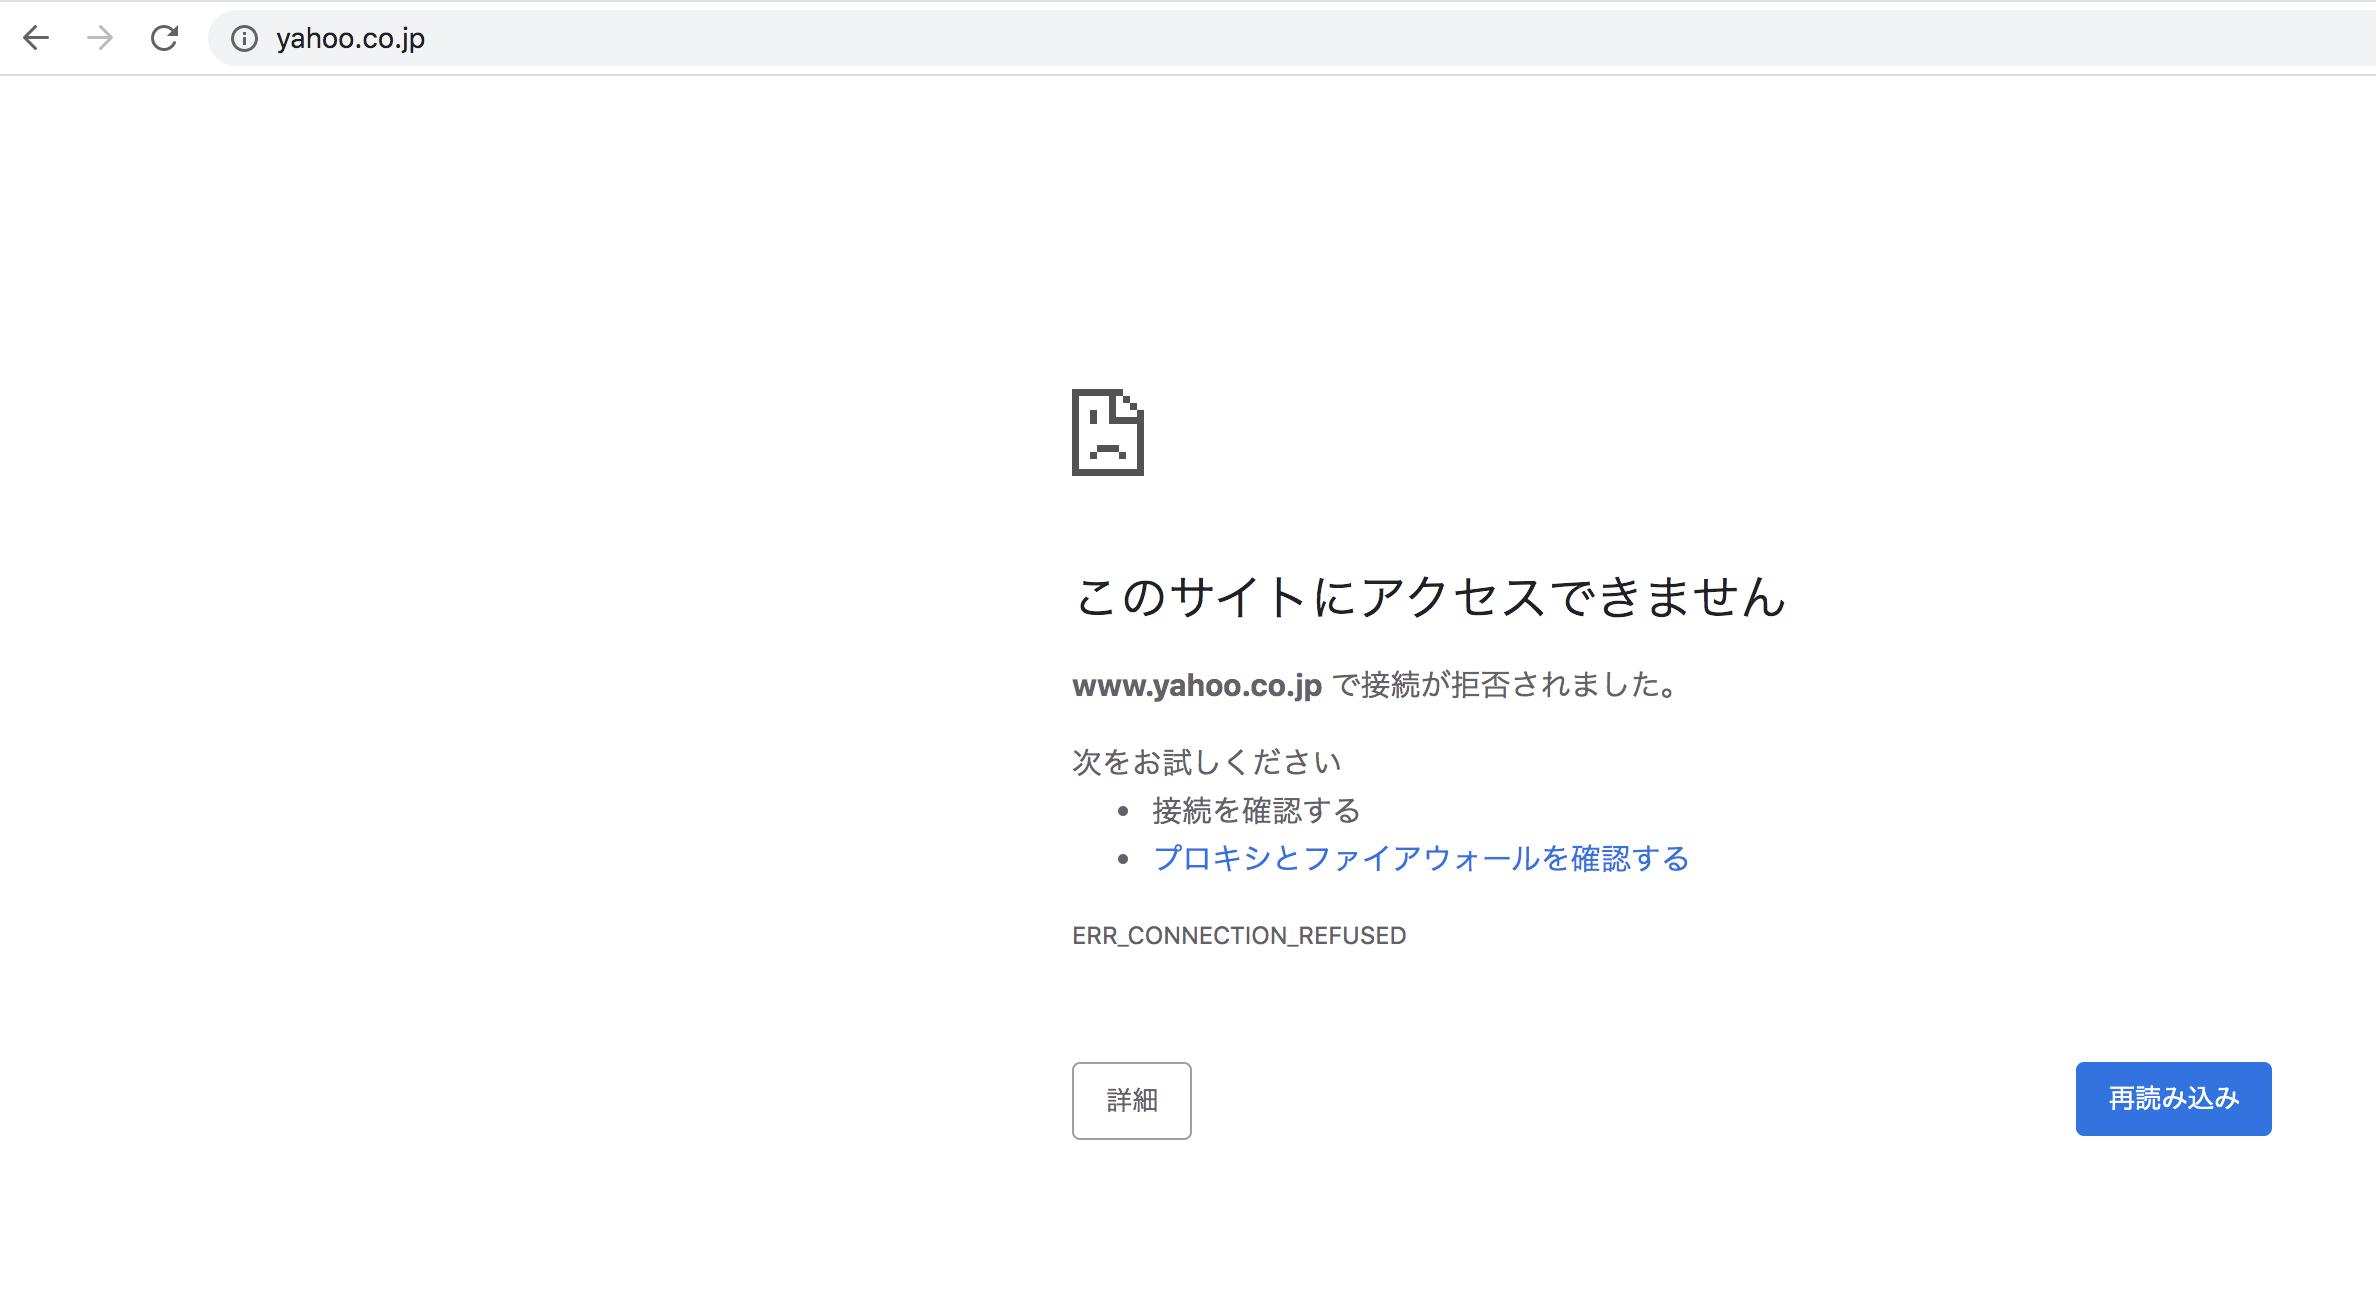 yahoo.co.jp
このサイトにアクセスできません
www.yahoo.co.jp で接続が拒否されました。
次をお試しください
• 接続を確認する
• プロキシとファイアウォールを確認する
ERR_CONNECTION_REFUSED
詳細
再読み込み